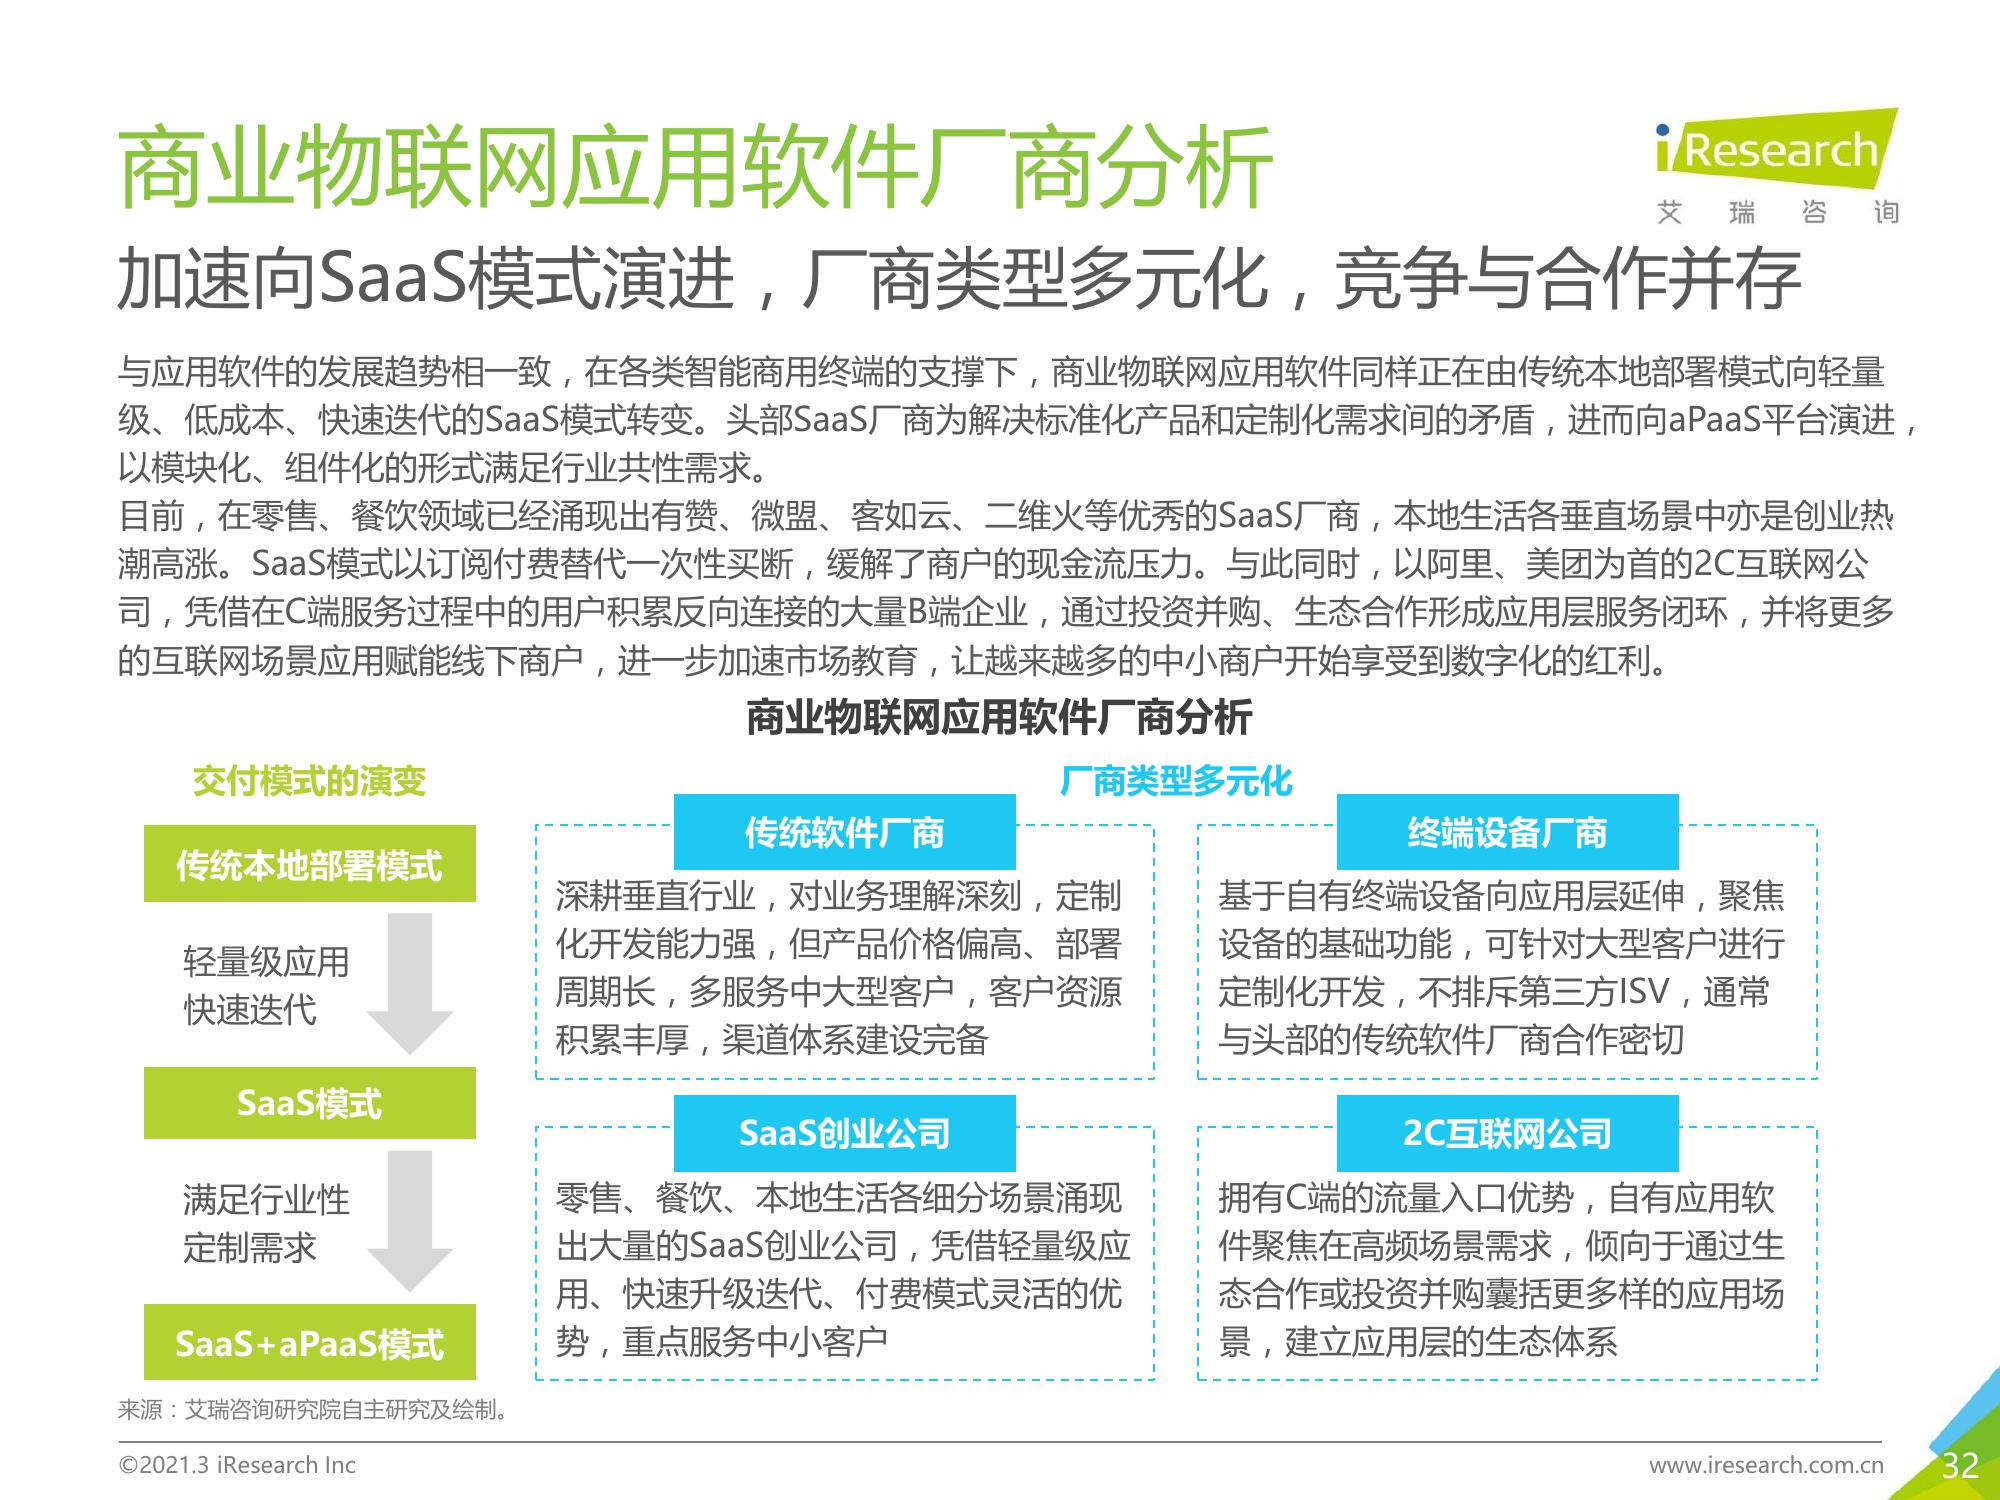 商业物联网应用软件厂商分析
iResearch
艾瑞咨询
加速向SaaS模式演进，厂商类型多元化，竞争与合作并存
与应用软件的发展趋势相一致，在各类智能商用终端的支撑下，商业物联网应用软件同样正在由传统本地部署模式向轻量
级、低成本、快速迭代的SaaS模式转变。头部SaaS厂商为解决标准化产品和定制化需求间的矛盾，进而向aPaaS平台演进，
以模块化、组件化的形式满足行业共性需求。
目前，在零售、餐饮领域已经涌现出有赞、微盟、客如云、二维火等优秀的SaaS厂商，本地生活各垂直场景中亦是创业热
潮高涨。SaaS模式以订阅付费替代一次性买断，缓解了商户的现金流压力。与此同时，以阿里、美团为首的2C互联网公
司，凭借在C端服务过程中的用户积累反向连接的大量B端企业，通过投资并购、生态合作形成应用层服务闭环，并将更多
的互联网场景应用赋能线下商户，进一步加速市场教育，让越来越多的中小商户开始享受到数字化的红利。
商业物联网应用软件厂商分析
交付模式的演变
传统本地部署模式
轻量级应用
快速迭代
SaaS模式
满足行业性
定制需求
SaaS+aPaaS模式
厂商类型多元化
传统软件厂商
深耕垂直行业，对业务理解深刻，定制
化开发能力强，但产品价格偏高、部署
周期长，多服务中大型客户，客户资源
积累丰厚，渠道体系建设完备
终端设备厂商
基于自有终端设备向应用层延伸，聚焦
设备的基础功能，可针对大型客户进行
定制化开发，不排斥第三方ISV，通常
与头部的传统软件厂商合作密切
SaaS创业公司
零售、餐饮、本地生活各细分场景涌现
出大量的SaaS创业公司，凭借轻量级应
用、快速升级迭代、付费模式灵活的优
势，重点服务中小客户
2C互联网公司
拥有C端的流量入口优势，自有应用软
件聚焦在高频场景需求，倾向于通过生
态合作或投资并购囊括更多样的应用场
景，建立应用层的生态体系
来源：艾瑞咨询研究院自主研究及绘制。
©2021.3 iResearch Inc
www.iresearch.com.cn
32